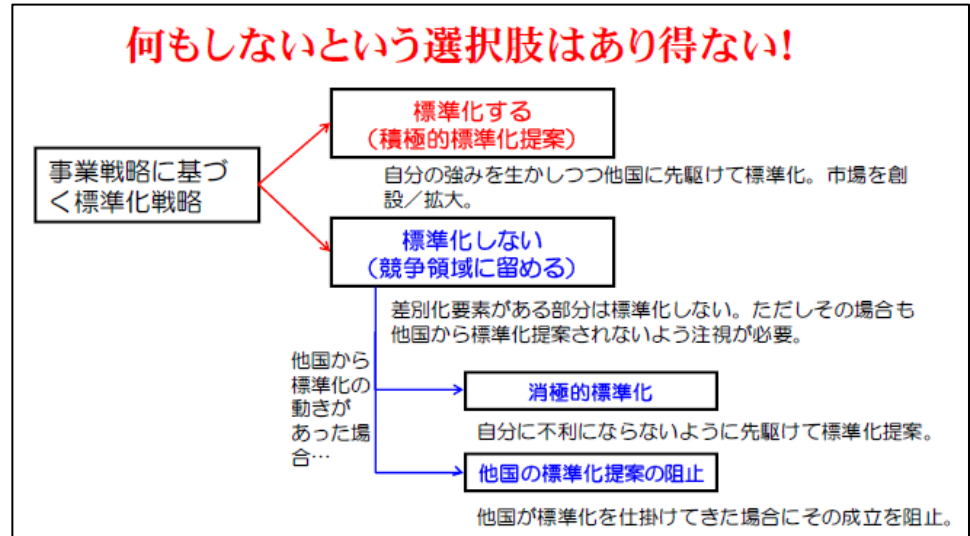 何もしないという選択肢はあり得ない!
標準化する
(積極的標準化提案)
事業戦略に基づ
く標準化戦略
自分の強みを生かしつつ他国に先駆けて標準化。市場を創
設/拡大。
標準化しない
(競争領域に留める)
差別化要素がある部分は標準化しない。ただしその場合も
他国から標準化提案されないよう注視が必要。
他国から
標準化の
動きが
あった場
合…
消極的標準化
自分に不利にならないように先駆けて標準化提案。
他国の標準化提案の阻止
他国が標準化を仕掛けてきた場合にその成立を阻止。